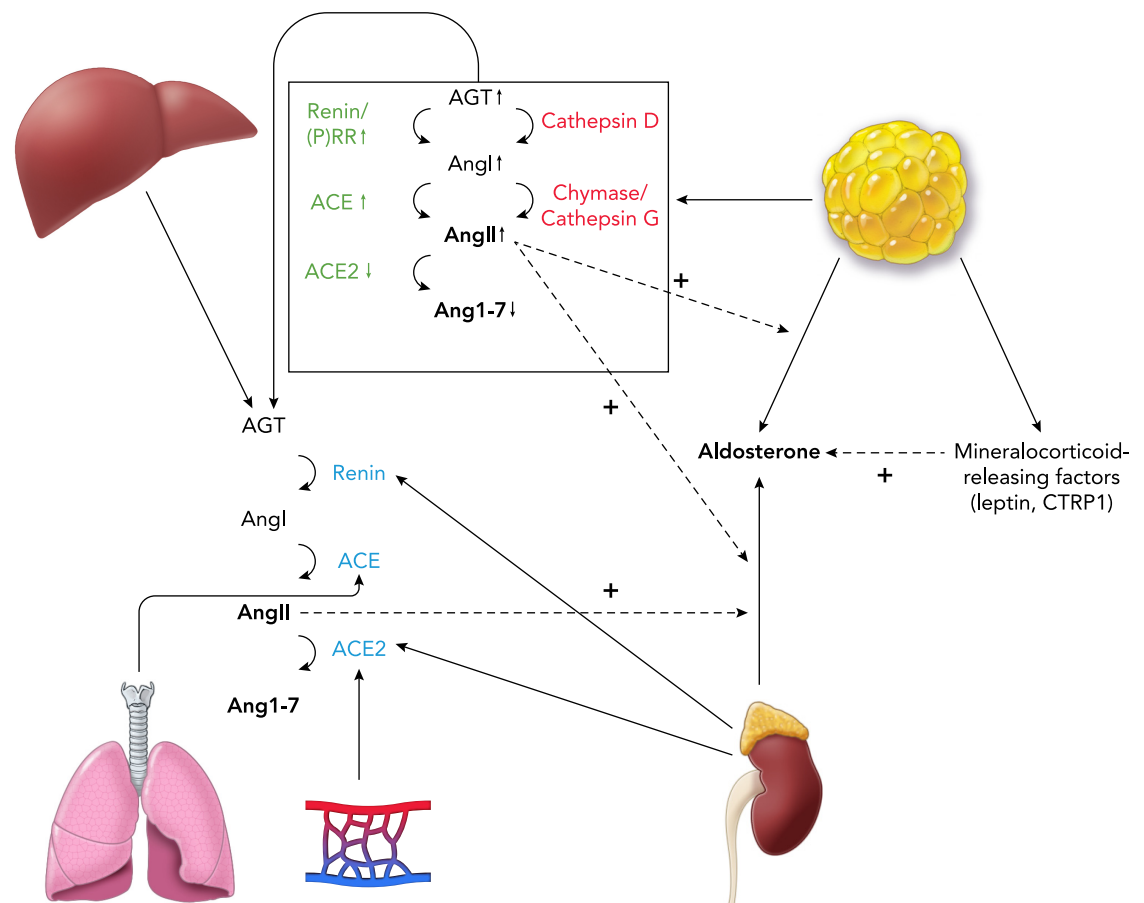 AGT↑
Renin/
(P)RR↑
Cathepsin D
AngI↑
ACE ↑
Chymase/
Cathepsin G
AngII↑
ACE2↓
+
Ang1-7↓
+
AGT
Aldosterone
+
Mineralocorticoid-
releasing factors
(leptin, CTRP1)
Renin
AngI
ACE
+
AngII
ACE2
Ang1-7